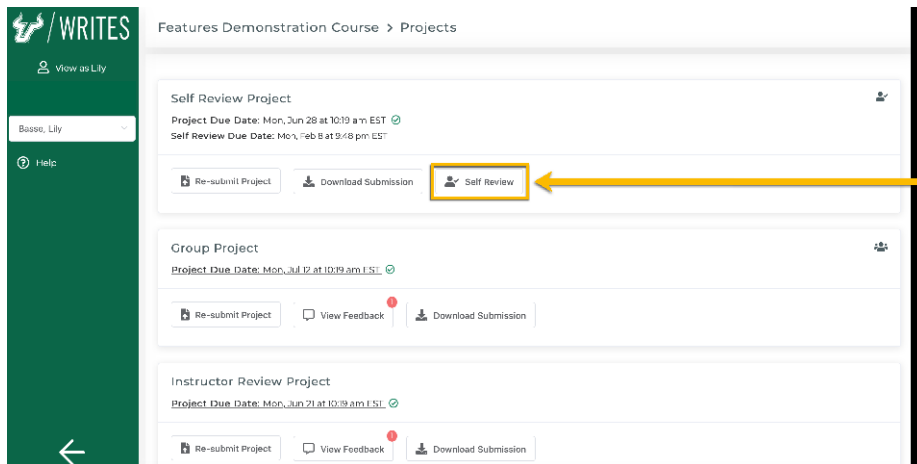 /WRITES
View as Lily
Basse, Lily
Help
Features Demonstration Course > Projects
Self Review Project
Project Due Date: Mon, Jun 28 at 10:19 am EST
Self Review Due Date: Mon, Feb 8 at 9:48 pm EST
Re-submit Project Download Submission Self Review
Group Project
Project Due Date: Mon, Jul 12 at 10:19 am EST
Re-submit Project View Feedback 1 Download Submission
Instructor Review Project
Project Due Date: Mon, Jun 21 at 10:19 am EST
Re-submit Project View Feedback 1 Download Submission